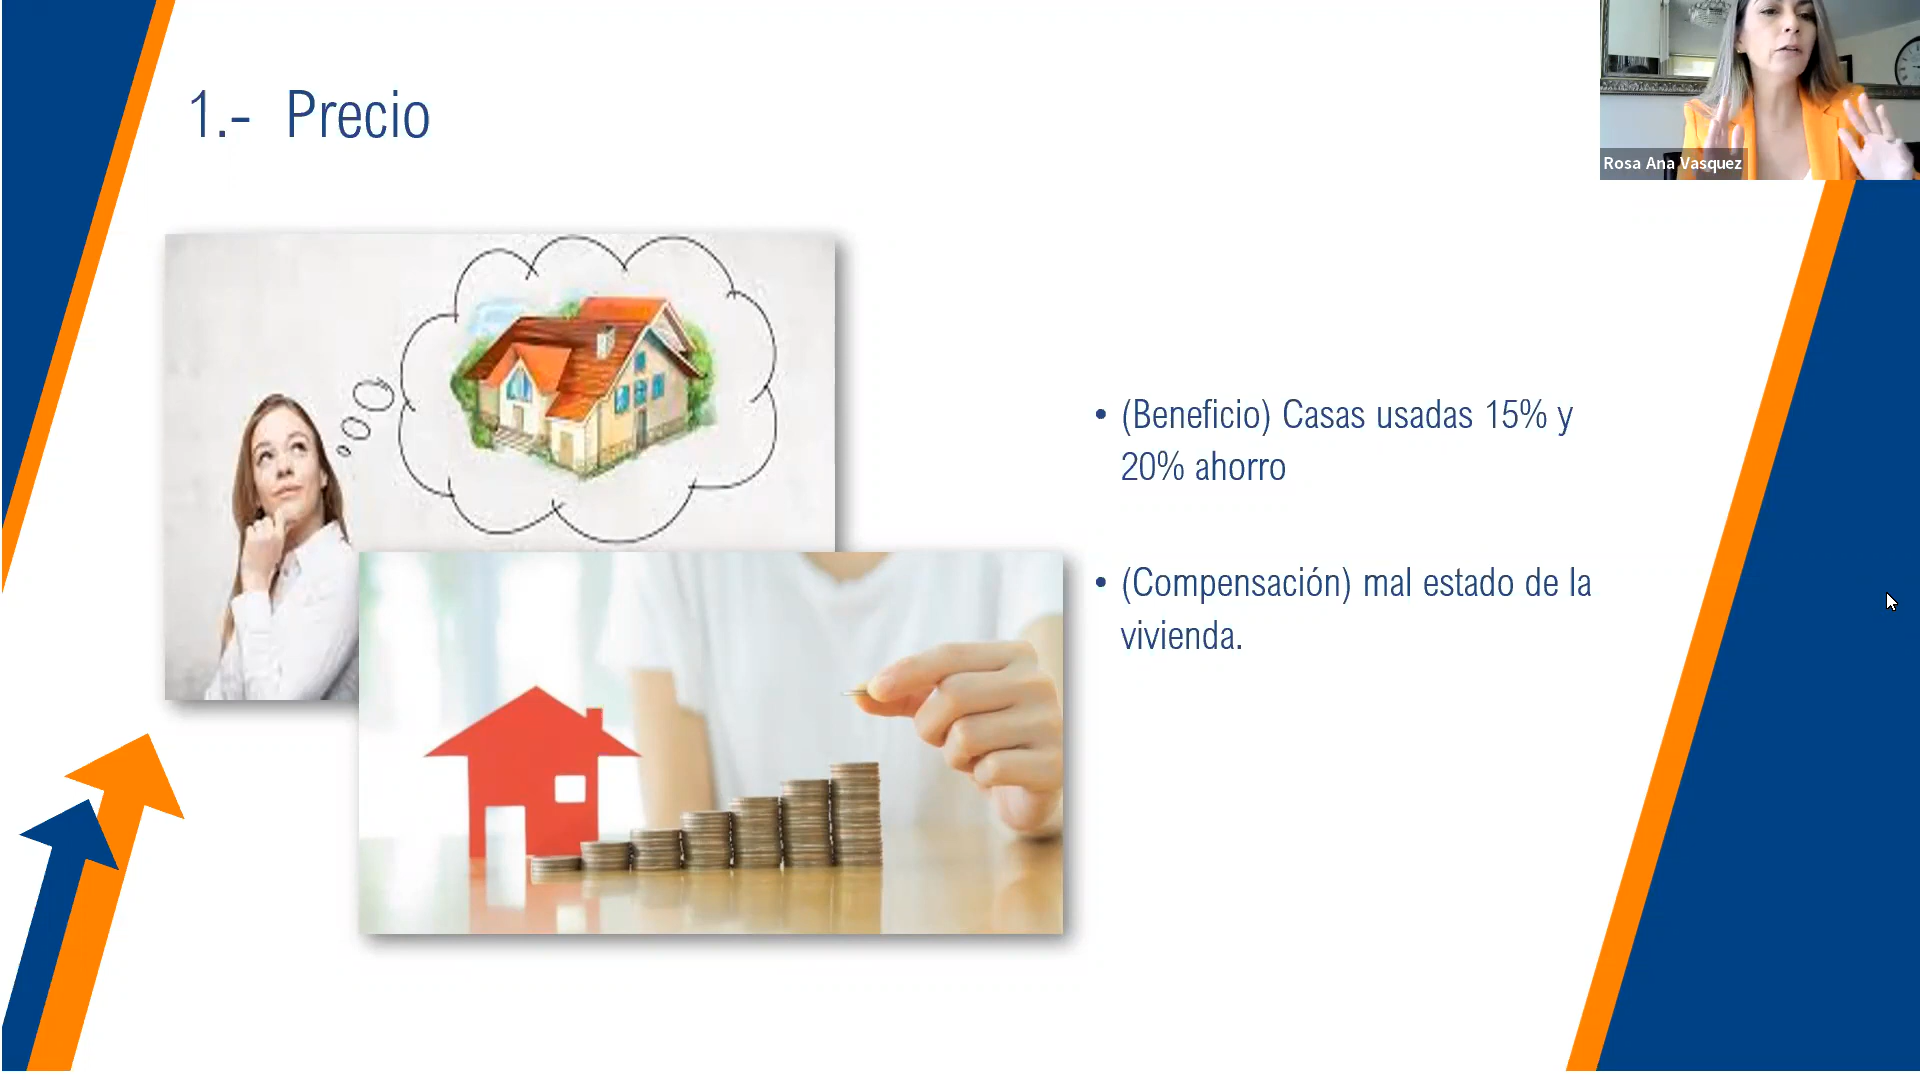 1.- Precio
Rosa Ana Vasquez
• (Beneficio) Casas usadas 15% y
20% ahorro
• (Compensación) mal estado de la
vivienda.